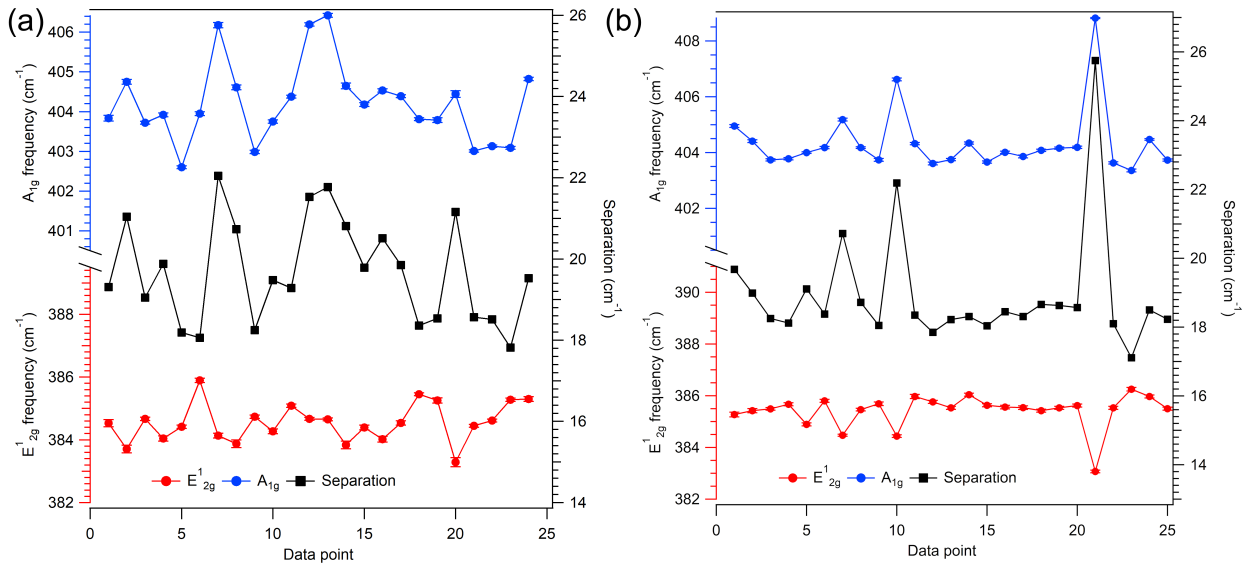 (a)
A1g frequency (cm-1)
406
405
404
403
402
401
E12g frequency (cm-1)
388
386
384
382
Separation (cm-1)
26
24
22
20
18
16
14
E12g A1g Separation
0 5 10 15 20 25
Data point
(b)
A1g frequency (cm-1)
408
406
404
402
E12g frequency (cm-1)
390
388
386
384
382
Separation (cm-1)
26
24
22
20
18
16
14
E12g A1g Separation
0 5 10 15 20 25
Data point